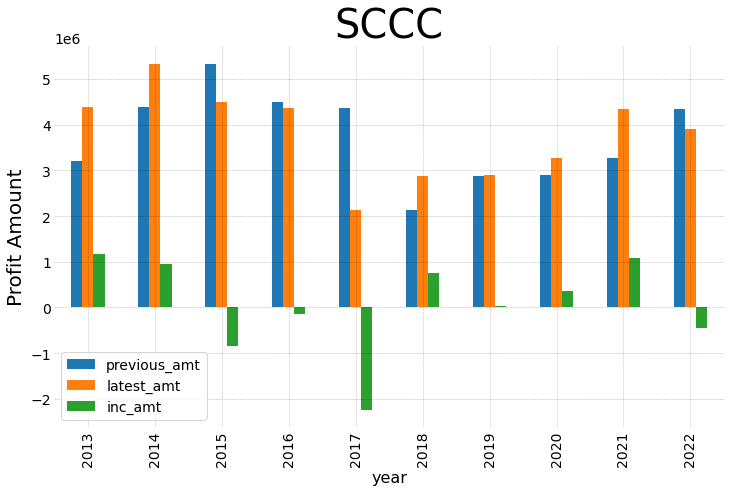 SCCC
1e6
Profit Amount
5
4
3
2
1
0
−1
−2
previous_amt
latest_amt
inc_amt
2013
2014
2015
2016
2017
2018
2019
2020
2021
2022
year